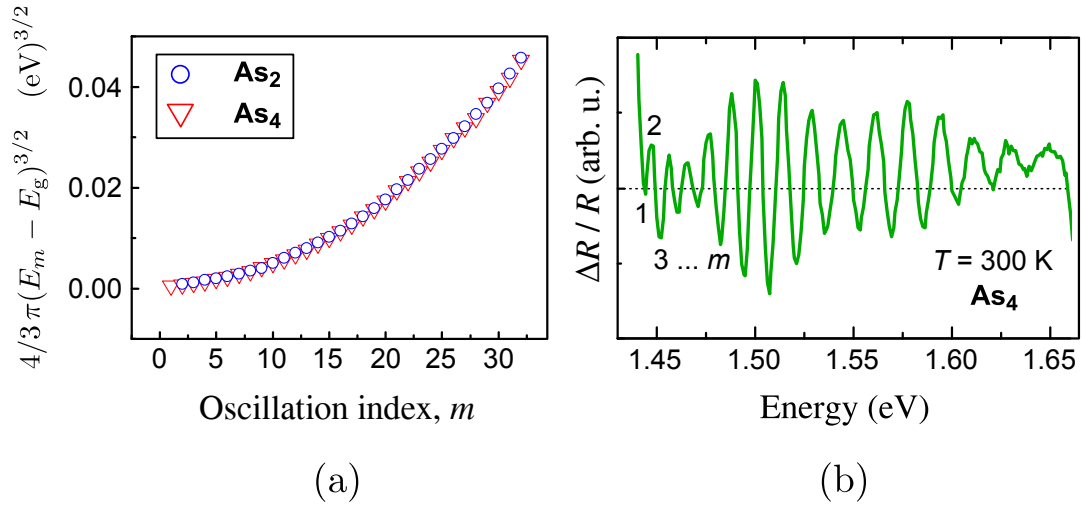 4/3 π(E_m − E_g)^{3/2} (eV)^{3/2}
0.04
0.02
0.00
As₂
As₄
0 5 10 15 20 25 30
Oscillation index, m
(a)
ΔR / R (arb. u.)
2
1
3 ... m
T = 300 K
As₄
1.45 1.50 1.55 1.60 1.65
Energy (eV)
(b)